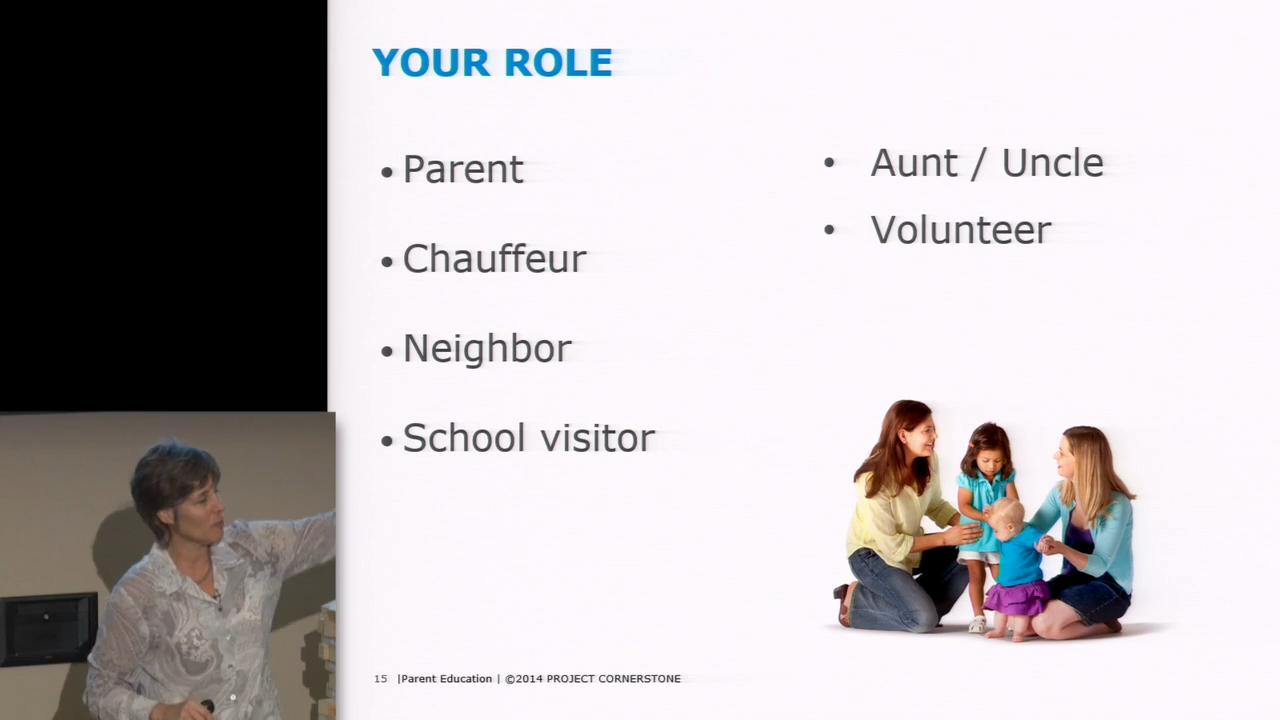 YOUR ROLE
• Parent
• Chauffeur
• Neighbor
• School visitor
• Aunt / Uncle
• Volunteer
15 |Parent Education | ©2014 PROJECT CORNERSTONE